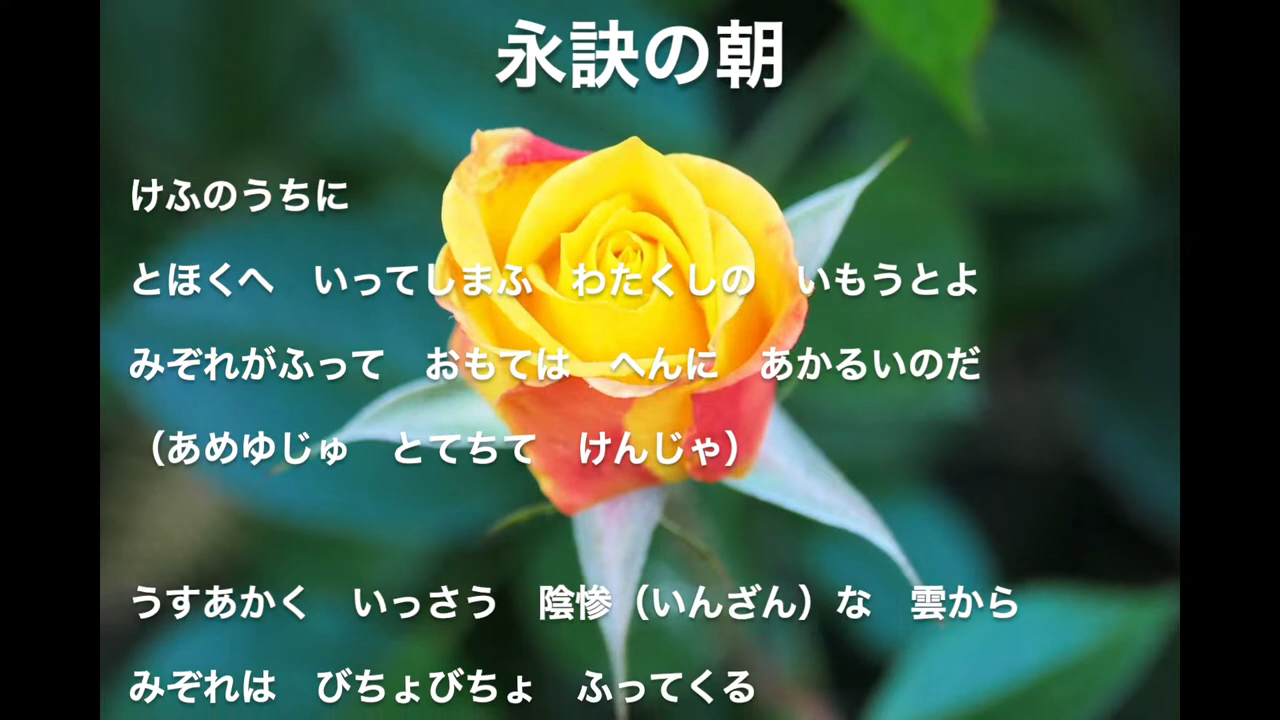 永訣の朝
けふのうちに
とほくへ　いってしまふ　わたくしの　いもうとよ
みぞれがふって　おもては　へんに　あかるいのだ
（あめゆじゅ　とてちて　けんじゃ）
うすあかく　いっさう　陰惨（いんざん）な　雲から
みぞれは　びちょびちょ　ふってくる